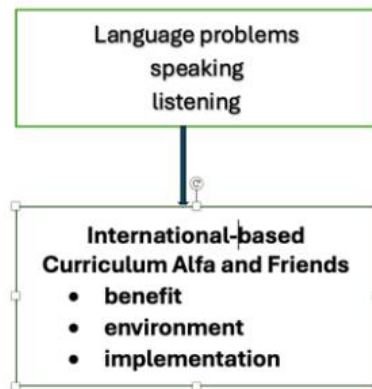 Language problems
speaking
listening
International-based
Curriculum Alfa and Friends
• benefit
• environment
• implementation